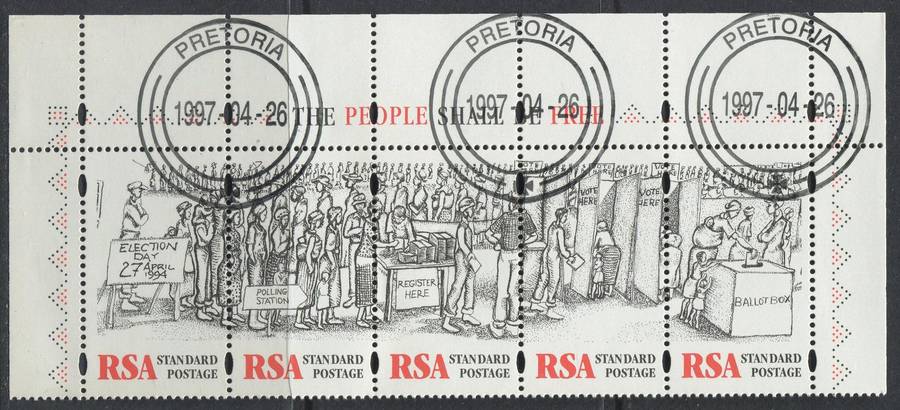 PRETORIA
PRETORIA
PRETORIA
1997-04-26
1997-04-26
1997-04-26
THE PEOPLE SHALL BE FREE
VOTE HERE
VOTE HERE
ELECTION
DAY
27 APRIL
1994
POLLING
STATION
REGISTER
HERE
BALLOT BOX
RSA STANDARD POSTAGE
RSA STANDARD POSTAGE
RSA STANDARD POSTAGE
RSA STANDARD POSTAGE
RSA STANDARD POSTAGE